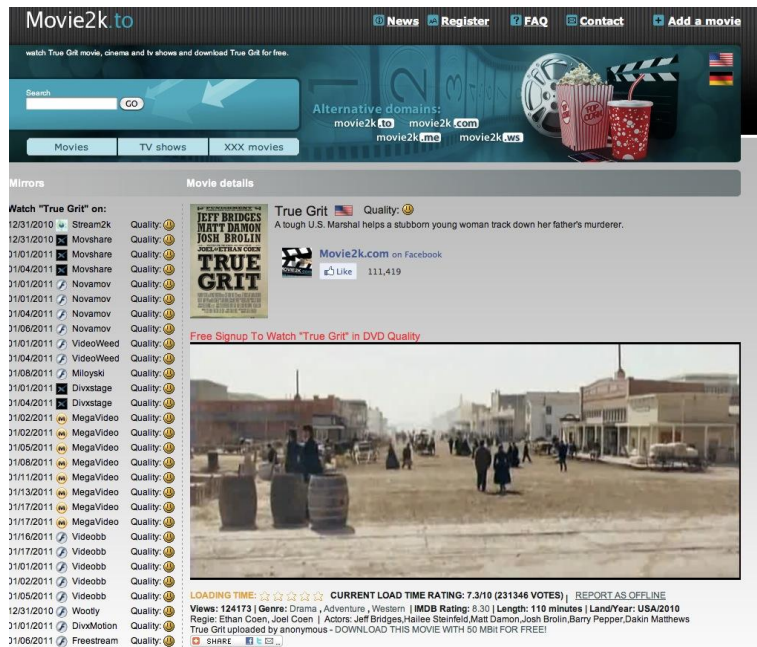 Movie2k.to
News Register FAQ Contact Add a movie
watch True Grit movie, cinema and tv shows and download True Grit for free.
Search
GO
Alternative domains:
movie2k.to movie2k.com
movie2k.me movie2k.ws
POP CORN
Movies TV shows XXX movies
Mirrors
Movie details
Watch "True Grit" on:
12/31/2010 Stream2k Quality:
12/31/2010 Movshare Quality:
01/01/2011 Movshare Quality:
01/04/2011 Movshare Quality:
01/01/2011 Novamov Quality:
01/01/2011 Novamov Quality:
01/04/2011 Novamov Quality:
01/06/2011 Novamov Quality:
01/01/2011 VideoWeed Quality:
01/04/2011 VideoWeed Quality:
01/08/2011 Miloyski Quality:
01/01/2011 Divxstage Quality:
01/04/2011 Divxstage Quality:
01/02/2011 MegaVideo Quality:
01/02/2011 MegaVideo Quality:
01/05/2011 MegaVideo Quality:
01/08/2011 MegaVideo Quality:
01/11/2011 MegaVideo Quality:
01/13/2011 MegaVideo Quality:
01/17/2011 MegaVideo Quality:
01/17/2011 MegaVideo Quality:
01/16/2011 Videobb Quality:
01/17/2011 Videobb Quality:
01/01/2011 Videobb Quality:
01/02/2011 Videobb Quality:
01/05/2011 Videobb Quality:
12/31/2010 Wootly Quality:
01/01/2011 DivxMotion Quality:
01/06/2011 Freestream Quality:
PUNISHMENT
JEFF BRIDGES
MATT DAMON
JOSH BROLIN
JOEL & ETHAN COEN
TRUE
GRIT
True Grit Quality:
A tough U.S. Marshal helps a stubborn young woman track down her father's murderer.
Movie2k.com on Facebook
Like 111,419
Free Signup To Watch "True Grit" in DVD Quality
LOADING TIME: CURRENT LOAD TIME RATING: 7.3/10 (231346 VOTES) | REPORT AS OFFLINE
Views: 124173 | Genre: Drama , Adventure , Western | IMDB Rating: 8.30 | Length: 110 minutes | Land/Year: USA/2010
Regie: Ethan Coen, Joel Coen | Actors: Jeff Bridges,Hailee Steinfeld,Matt Damon,Josh Brolin,Barry Pepper,Dakin Matthews
True Grit uploaded by anonymous - DOWNLOAD THIS MOVIE WITH 50 MBit FOR FREE!
SHARE